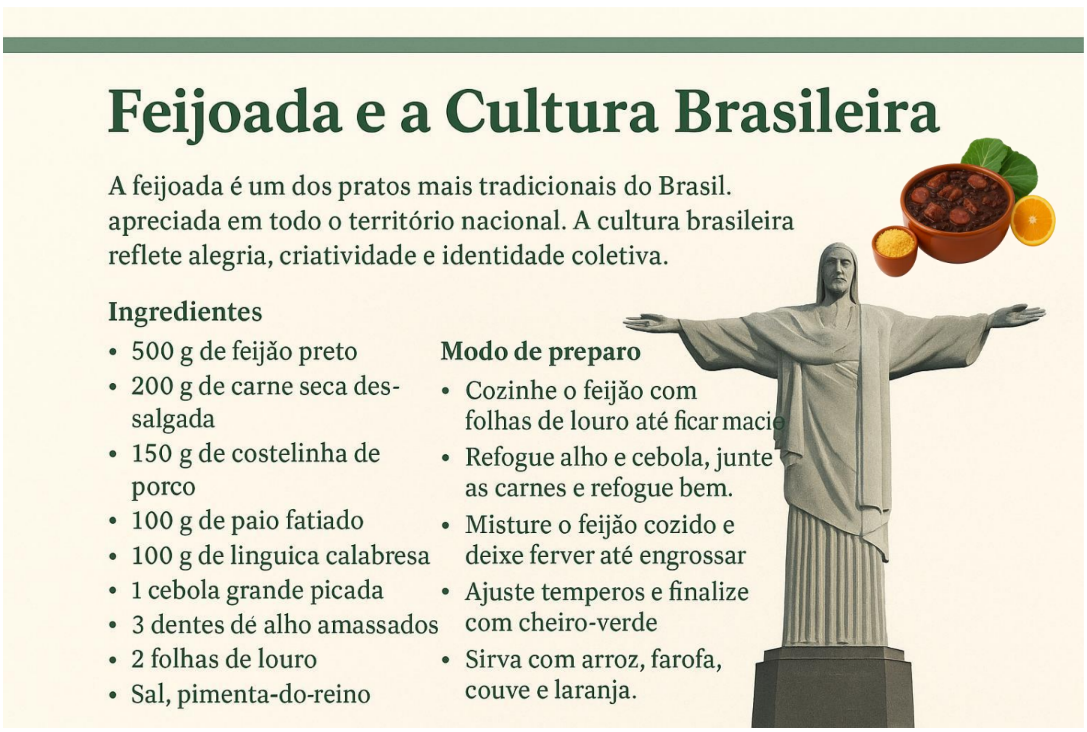 Feijoada e a Cultura Brasileira
A feijoada é um dos pratos mais tradicionais do Brasil.
apreciada em todo o território nacional. A cultura brasileira
reflete alegria, criatividade e identidade coletiva.
Ingredientes
• 500 g de feijǎo preto
• 200 g de carne seca des-
salgada
• 150 g de costelinha de
porco
• 100 g de paio fatiado
• 100 g de linguica calabresa
• 1 cebola grande picada
• 3 dentes dé alho amassados
• 2 folhas de louro
• Sal, pimenta-do-reino
Modo de preparo
• Cozinhe o feijǎo com
folhas de louro até ficar macio
• Refogue alho e cebola, junte
as carnes e refogue bem.
• Misture o feijǎo cozido e
deixe ferver até engrossar
• Ajuste temperos e finalize
com cheiro-verde
• Sirva com arroz, farofa,
couve e laranja.